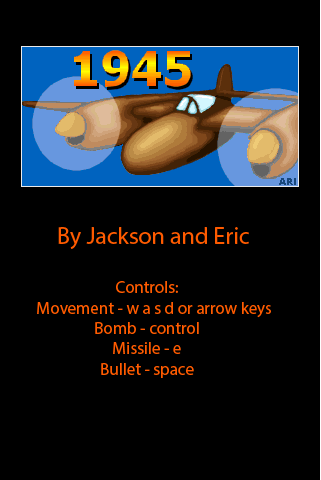 1945
ARI
By Jackson and Eric
Controls:
Movement - w a s d or arrow keys
Bomb - control
Missile - e
Bullet - space